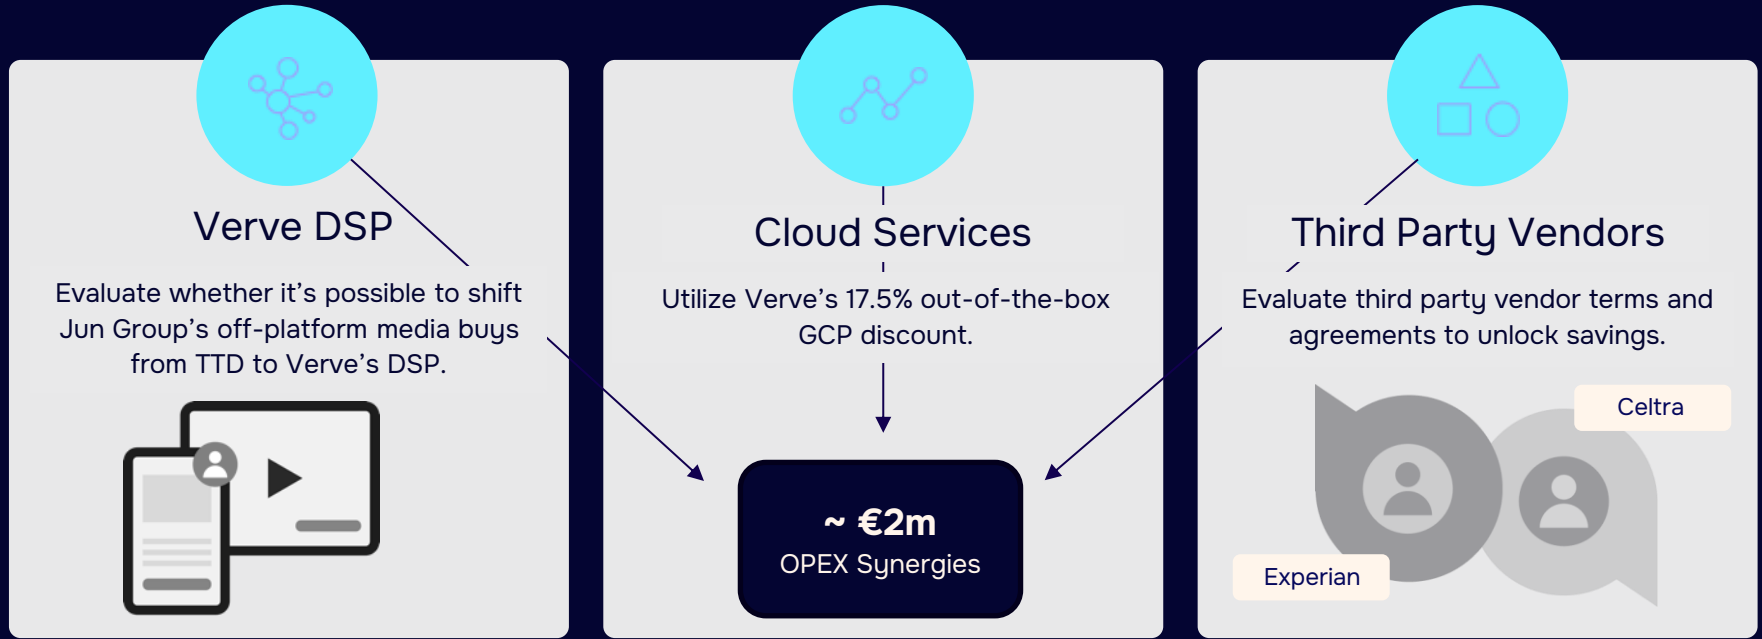 Verve DSP
Evaluate whether it's possible to shift
Jun Group's off-platform media buys
from TTD to Verve's DSP.
Cloud Services
Utilize Verve's 17.5% out-of-the-box
GCP discount.
~ €2m
OPEX Synergies
Third Party Vendors
Evaluate third party vendor terms and
agreements to unlock savings.
Celtra
Experian